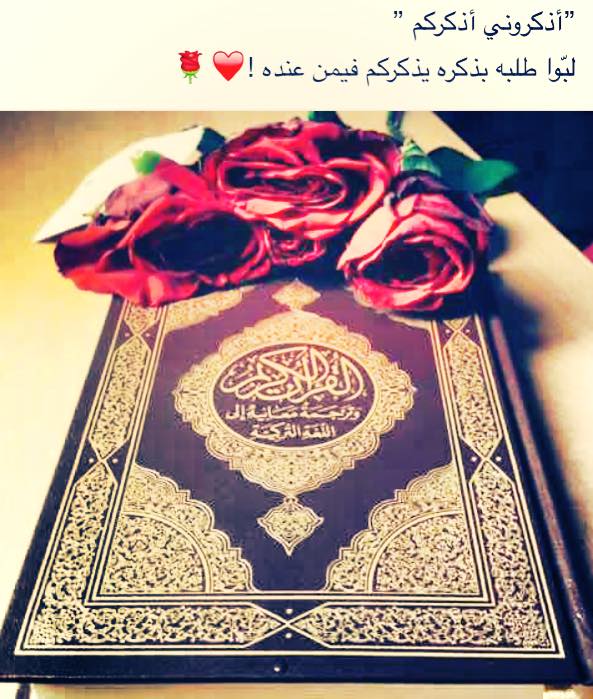 ”أذكروني أذكركم ”
لبّوا طلبه بذكره يذكركم فيمن عنده !❤️🌹
القرآن الكريم
وترجمة معانيه إلى
اللغة التركية